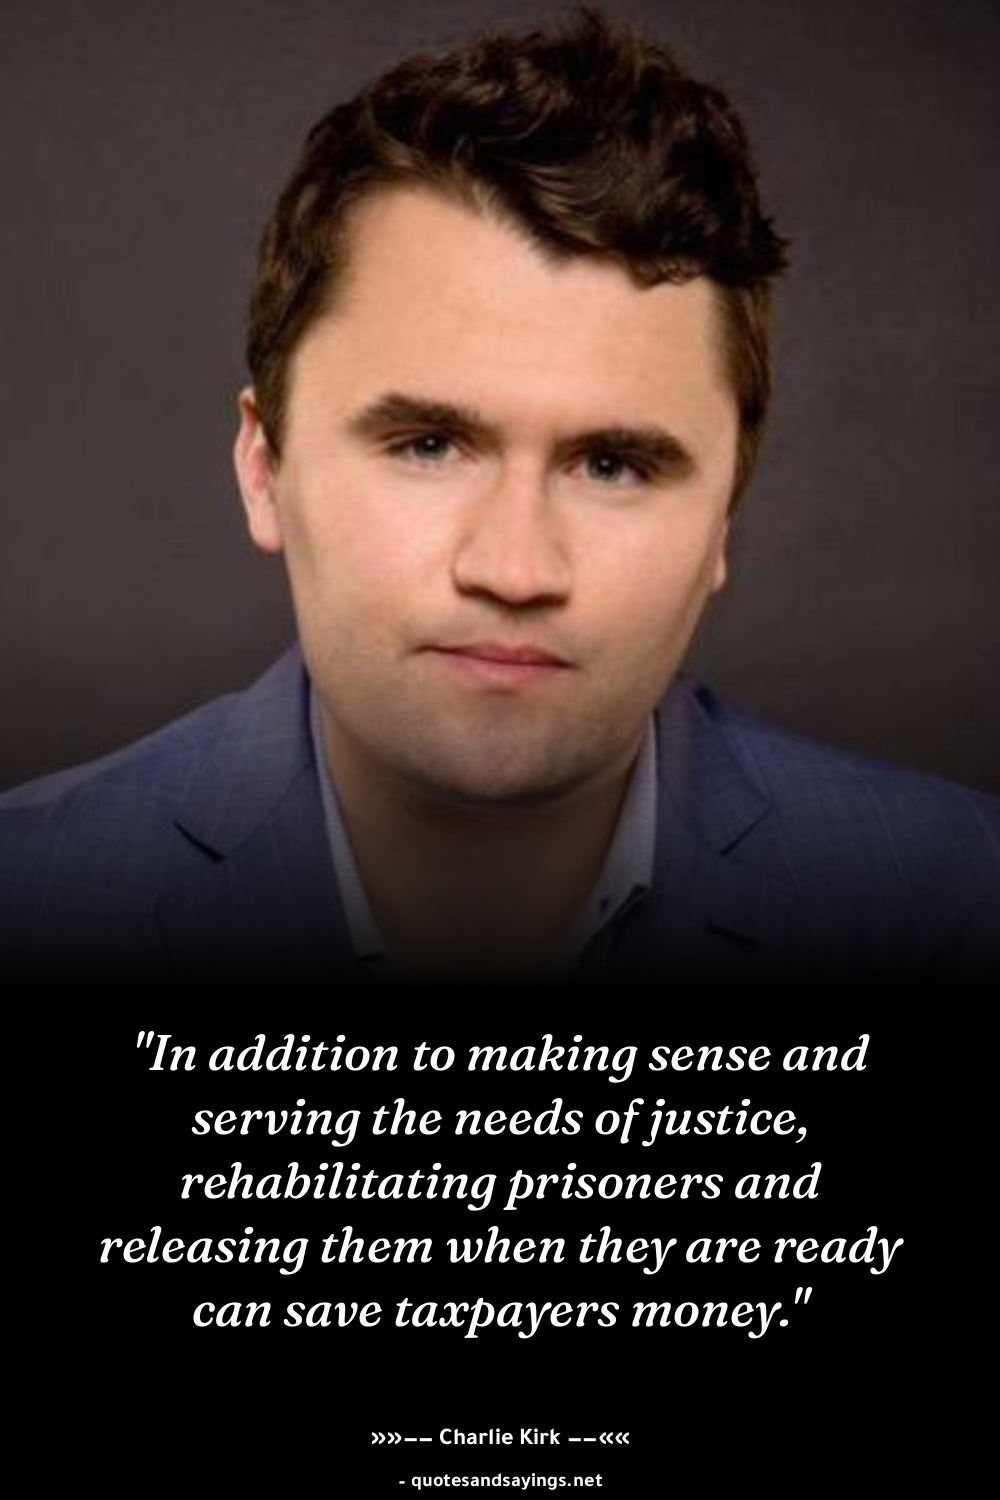 "In addition to making sense and
serving the needs of justice,
rehabilitating prisoners and
releasing them when they are ready
can save taxpayers money."
»»−− Charlie Kirk −−««
- quotesandsayings.net